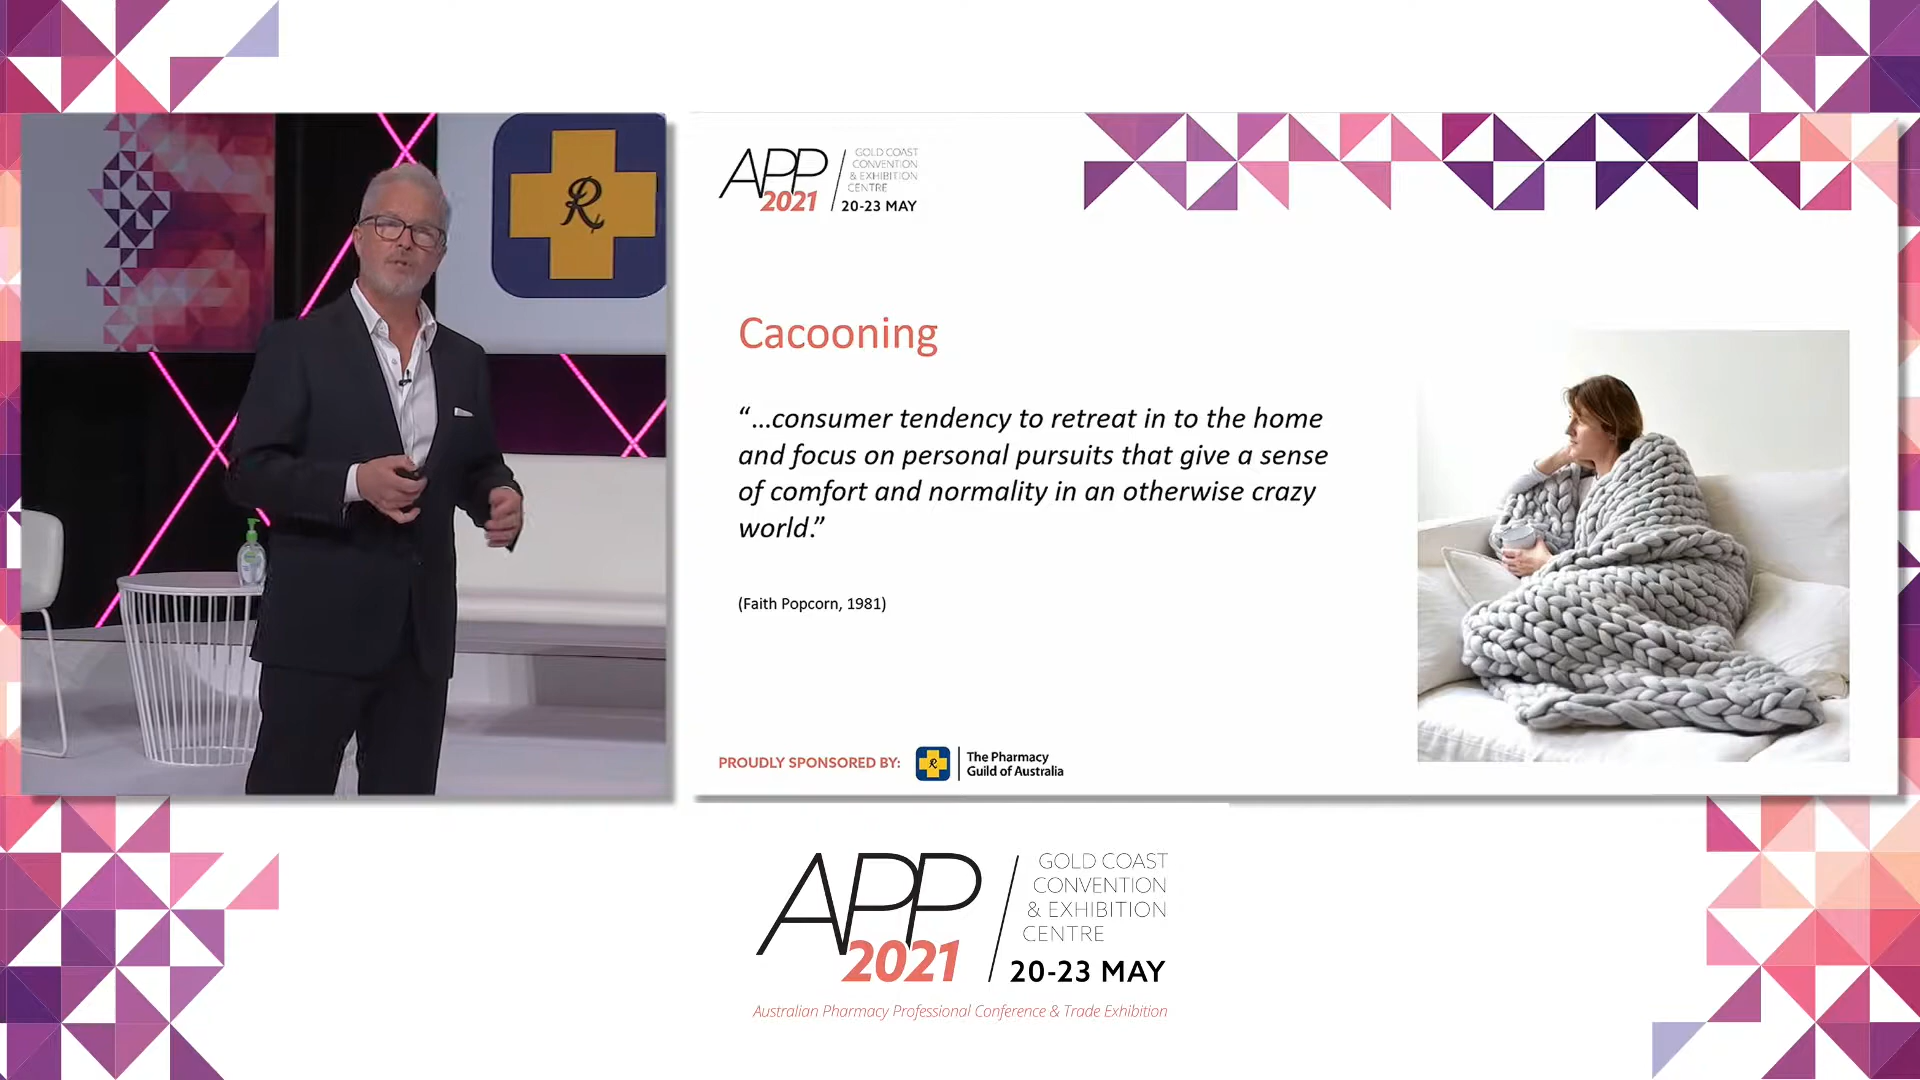 APP
2021
GOLD COAST
CONVENTION
& EXHIBITION
CENTRE
20-23 MAY
Cacooning
“…consumer tendency to retreat in to the home
and focus on personal pursuits that give a sense
of comfort and normality in an otherwise crazy
world.”
(Faith Popcorn, 1981)
PROUDLY SPONSORED BY:
The Pharmacy
Guild of Australia
APP
2021
GOLD COAST
CONVENTION
& EXHIBITION
CENTRE
20-23 MAY
Australian Pharmacy Professional Conference & Trade Exhibition